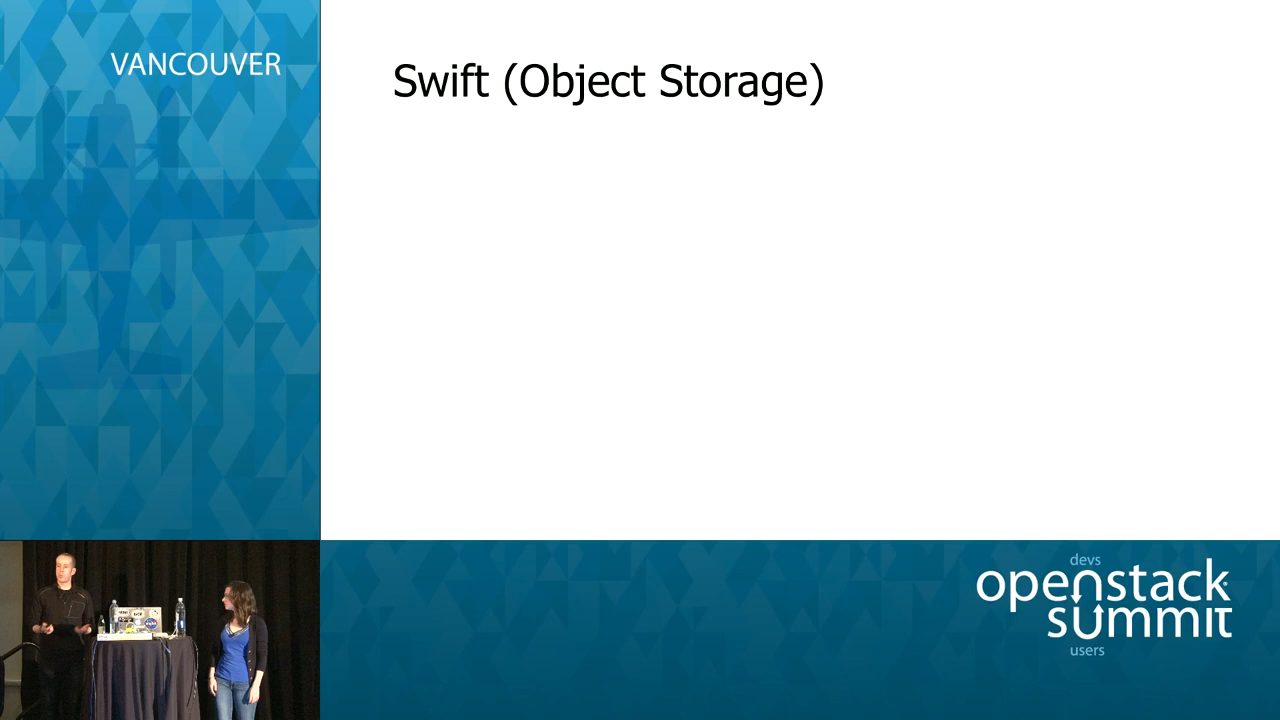 VANCOUVER
Swift (Object Storage)
devs
openstack
summit
users